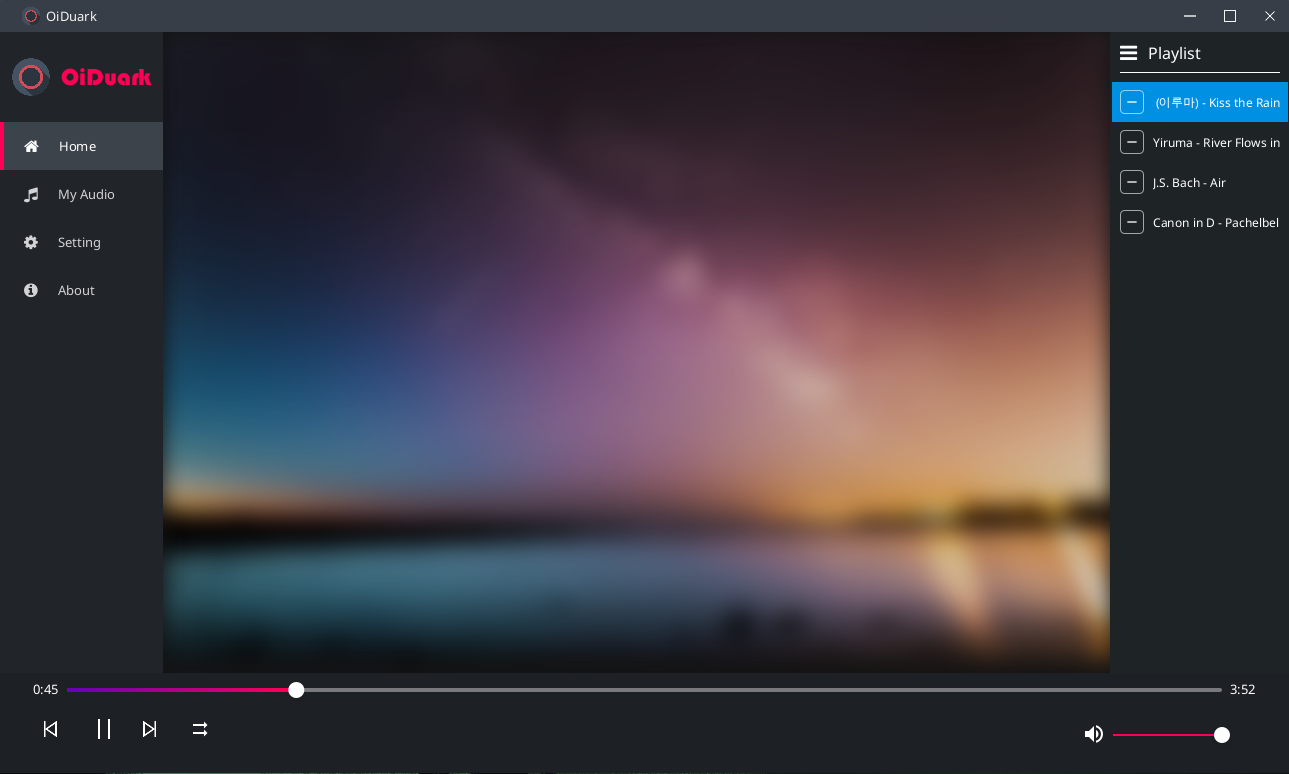 OiDuark
OiDuark
Home
My Audio
Setting
About
Playlist
(이루마) - Kiss the Rain
Yiruma - River Flows in
J.S. Bach - Air
Canon in D - Pachelbel
0:45
3:52